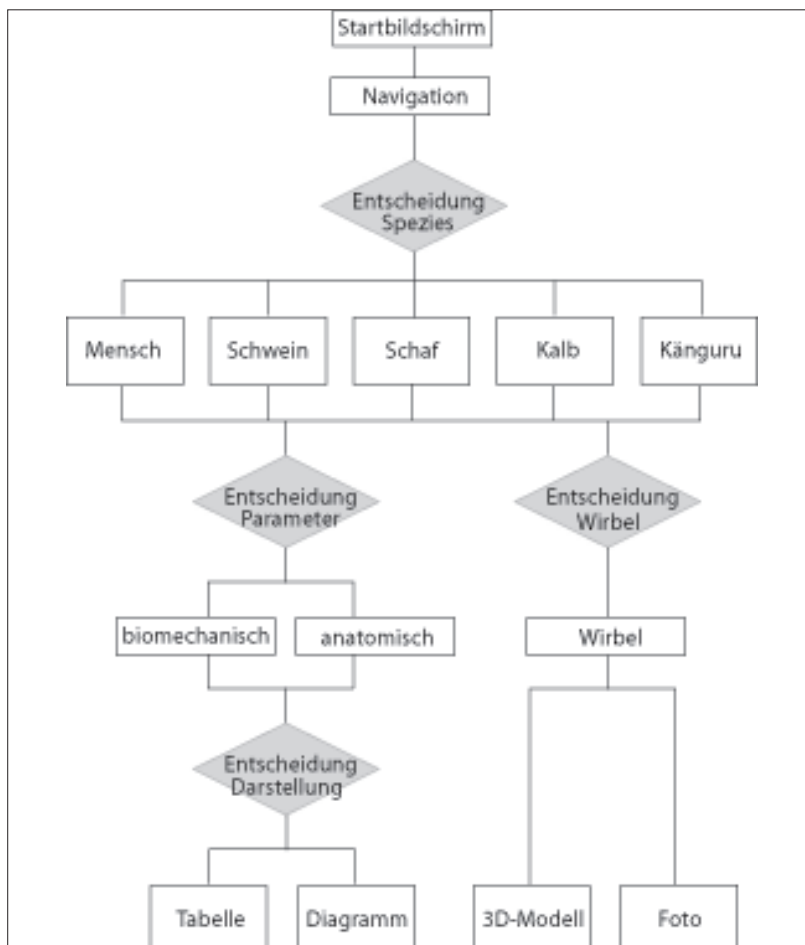 Startbildschirm
Navigation
Entscheidung
Spezies
Mensch
Schwein
Schaf
Kalb
Känguru
Entscheidung
Parameter
Entscheidung
Wirbel
biomechanisch
anatomisch
Wirbel
Entscheidung
Darstellung
Tabelle
Diagramm
3D-Modell
Foto